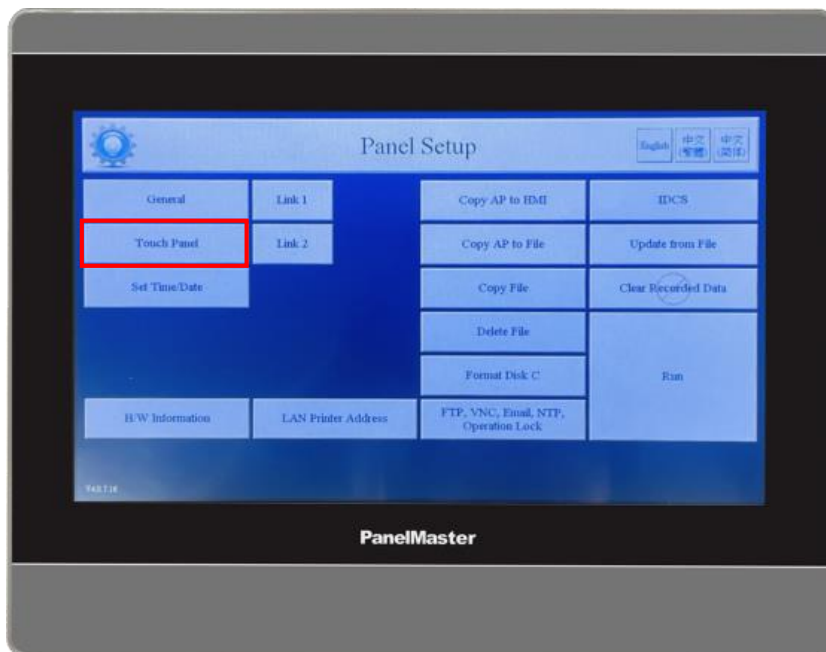 Panel Setup
English
中文
(繁體)
中文
(简体)
General
Link 1
Copy AP to HMI
IDCS
Touch Panel
Link 2
Copy AP to File
Update from File
Set Time/Date
Copy File
Clear Recorded Data
Delete File
Format Disk C
Run
H/W Information
LAN Printer Address
FTP, VNC, Email, NTP,
Operation Lock
PanelMaster